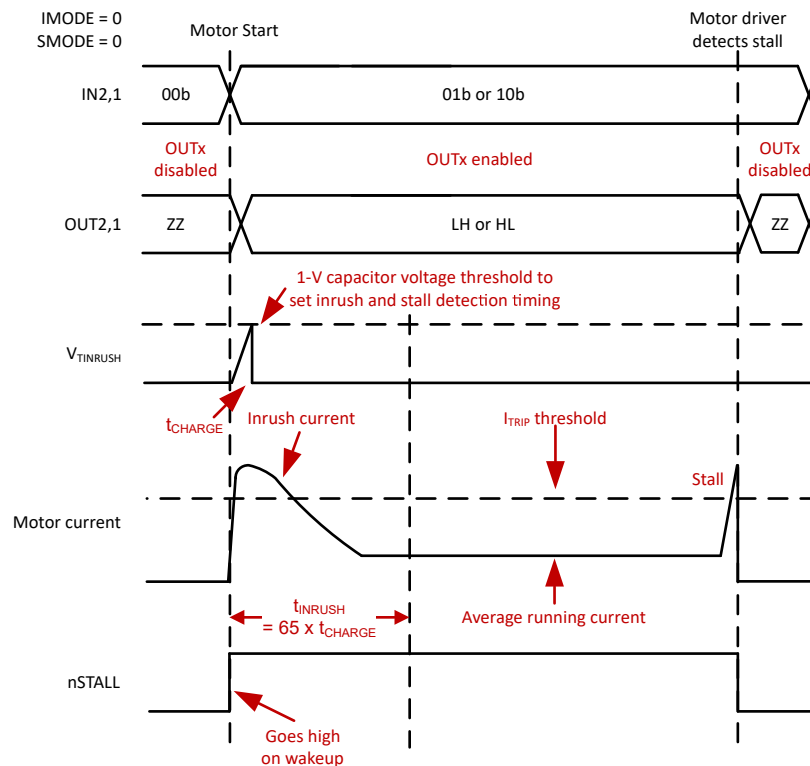 IMODE = 0
SMODE = 0
Motor Start
Motor driver
detects stall
IN2,1
00b
01b or 10b
OUTx
disabled
OUTx enabled
OUTx
disabled
OUT2,1
ZZ
LH or HL
ZZ
1-V capacitor voltage threshold to
set inrush and stall detection timing
VTINRUSH
tCHARGE
Inrush current
ITRIP threshold
Stall
Motor current
tINRUSH
= 65 x tCHARGE
Average running current
nSTALL
Goes high
on wakeup